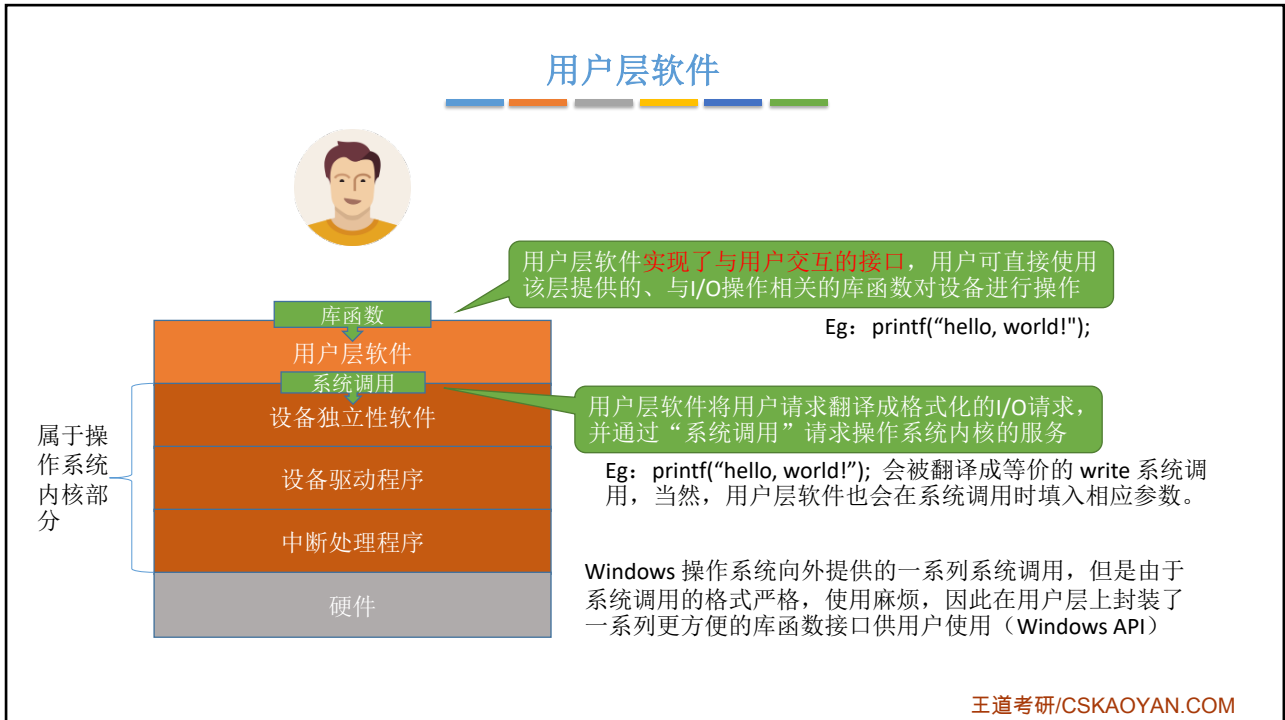 用户层软件
用户层软件实现了与用户交互的接口，用户可直接使用
该层提供的、与I/O操作相关的库函数对设备进行操作
Eg：printf(“hello, world!");
库函数
用户层软件
系统调用
设备独立性软件
设备驱动程序
中断处理程序
硬件
属于操
作系统
内核部
分
用户层软件将用户请求翻译成格式化的I/O请求，
并通过“系统调用”请求操作系统内核的服务
Eg：printf(“hello, world!”); 会被翻译成等价的 write 系统调
用，当然，用户层软件也会在系统调用时填入相应参数。
Windows 操作系统向外提供的一系列系统调用，但是由于
系统调用的格式严格，使用麻烦，因此在用户层上封装了
一系列更方便的库函数接口供用户使用（Windows API）
王道考研/CSKAOYAN.COM